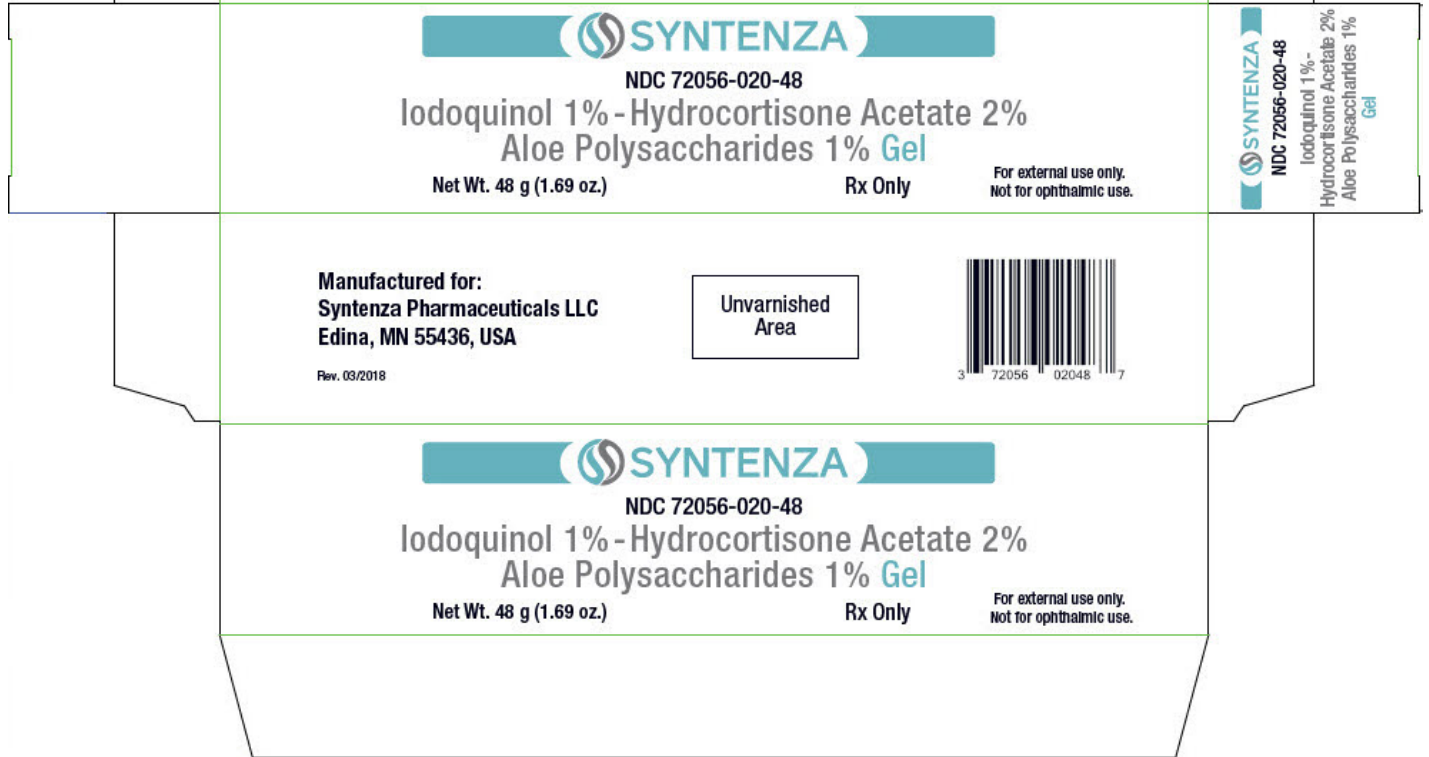 SYNTENZA
NDC 72056-020-48
Iodoquinol 1%-Hydrocortisone Acetate 2%
Aloe Polysaccharides 1% Gel
Net Wt. 48 g (1.69 oz.)
Rx Only
For external use only.
Not for ophthalmic use.
SYNTENZA
NDC 72056-020-48
Iodoquinol 1%-
Hydrocortisone Acetate 2%
Aloe Polysaccharides 1%
Gel
Manufactured for:
Syntenza Pharmaceuticals LLC
Edina, MN 55436, USA
Rev. 03/2018
Unvarnished
Area
3 72056 02048 7
SYNTENZA
NDC 72056-020-48
Iodoquinol 1%-Hydrocortisone Acetate 2%
Aloe Polysaccharides 1% Gel
Net Wt. 48 g (1.69 oz.)
Rx Only
For external use only.
Not for ophthalmic use.